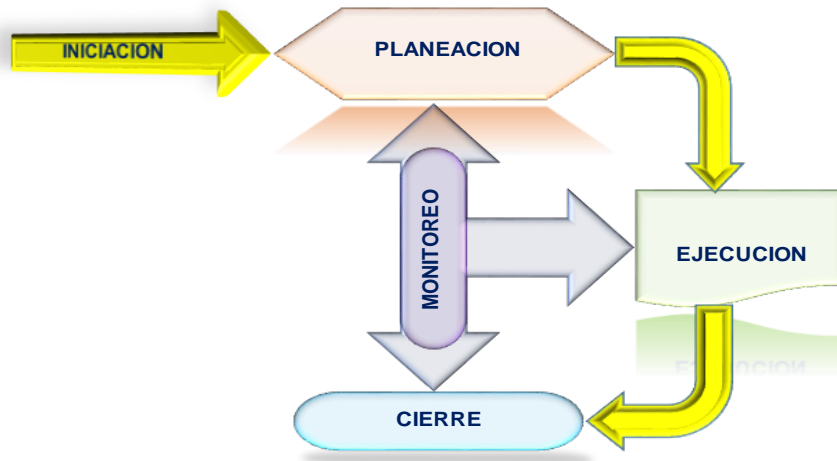 INICIACION
PLANEACION
MONITOREO
EJECUCION
CIERRE